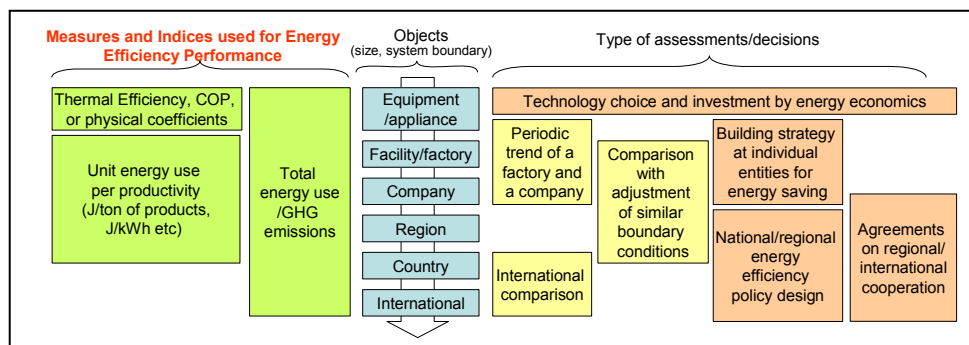 Measures and Indices used for Energy
Efficiency Performance
Objects
(size, system boundary)
Type of assessments/decisions
Thermal Efficiency, COP,
or physical coefficients
Unit energy use
per productivity
(J/ton of products,
J/kWh etc)
Total
energy use
/GHG
emissions
Equipment
/appliance
Facility/factory
Company
Region
Country
International
Technology choice and investment by energy economics
Periodic
trend of a
factory and
a company
International
comparison
Comparison
with
adjustment
of similar
boundary
conditions
Building strategy
at individual
entities for
energy saving
National/regional
energy
efficiency
policy design
Agreements
on regional/
international
cooperation